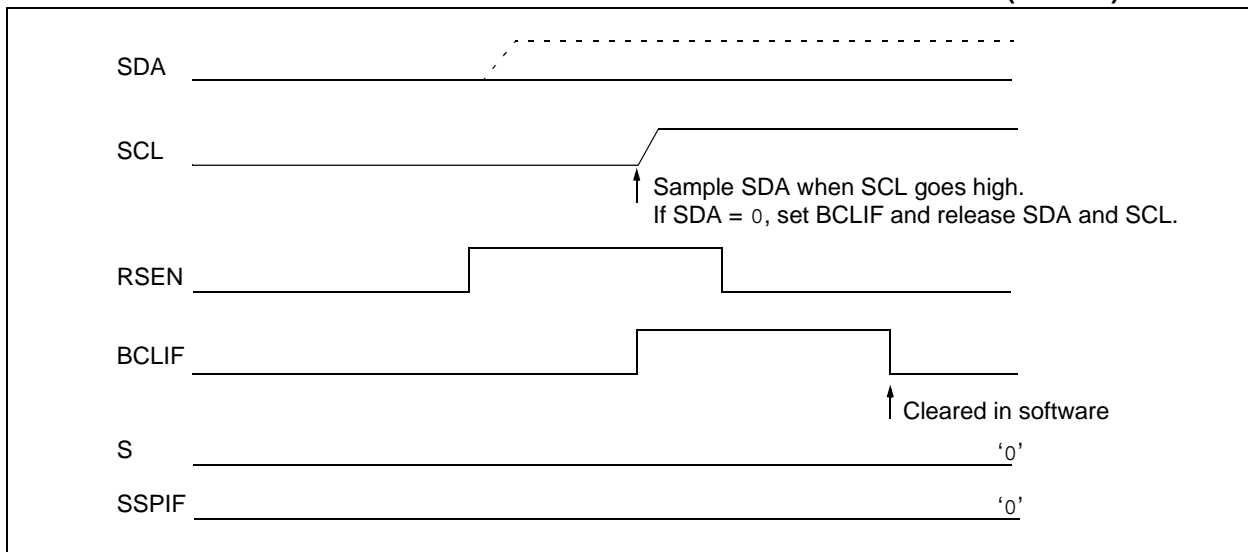 SDA
SCL
Sample SDA when SCL goes high.
If SDA = 0, set BCLIF and release SDA and SCL.
RSEN
BCLIF
Cleared in software
S
‘0’
SSPIF
‘0’